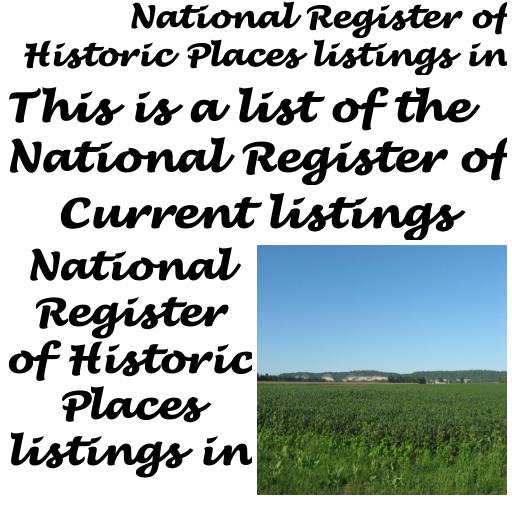 National Register of
Historic Places listings in
This is a list of the
National Register of
Current listings
National
Register
of Historic
Places
listings in